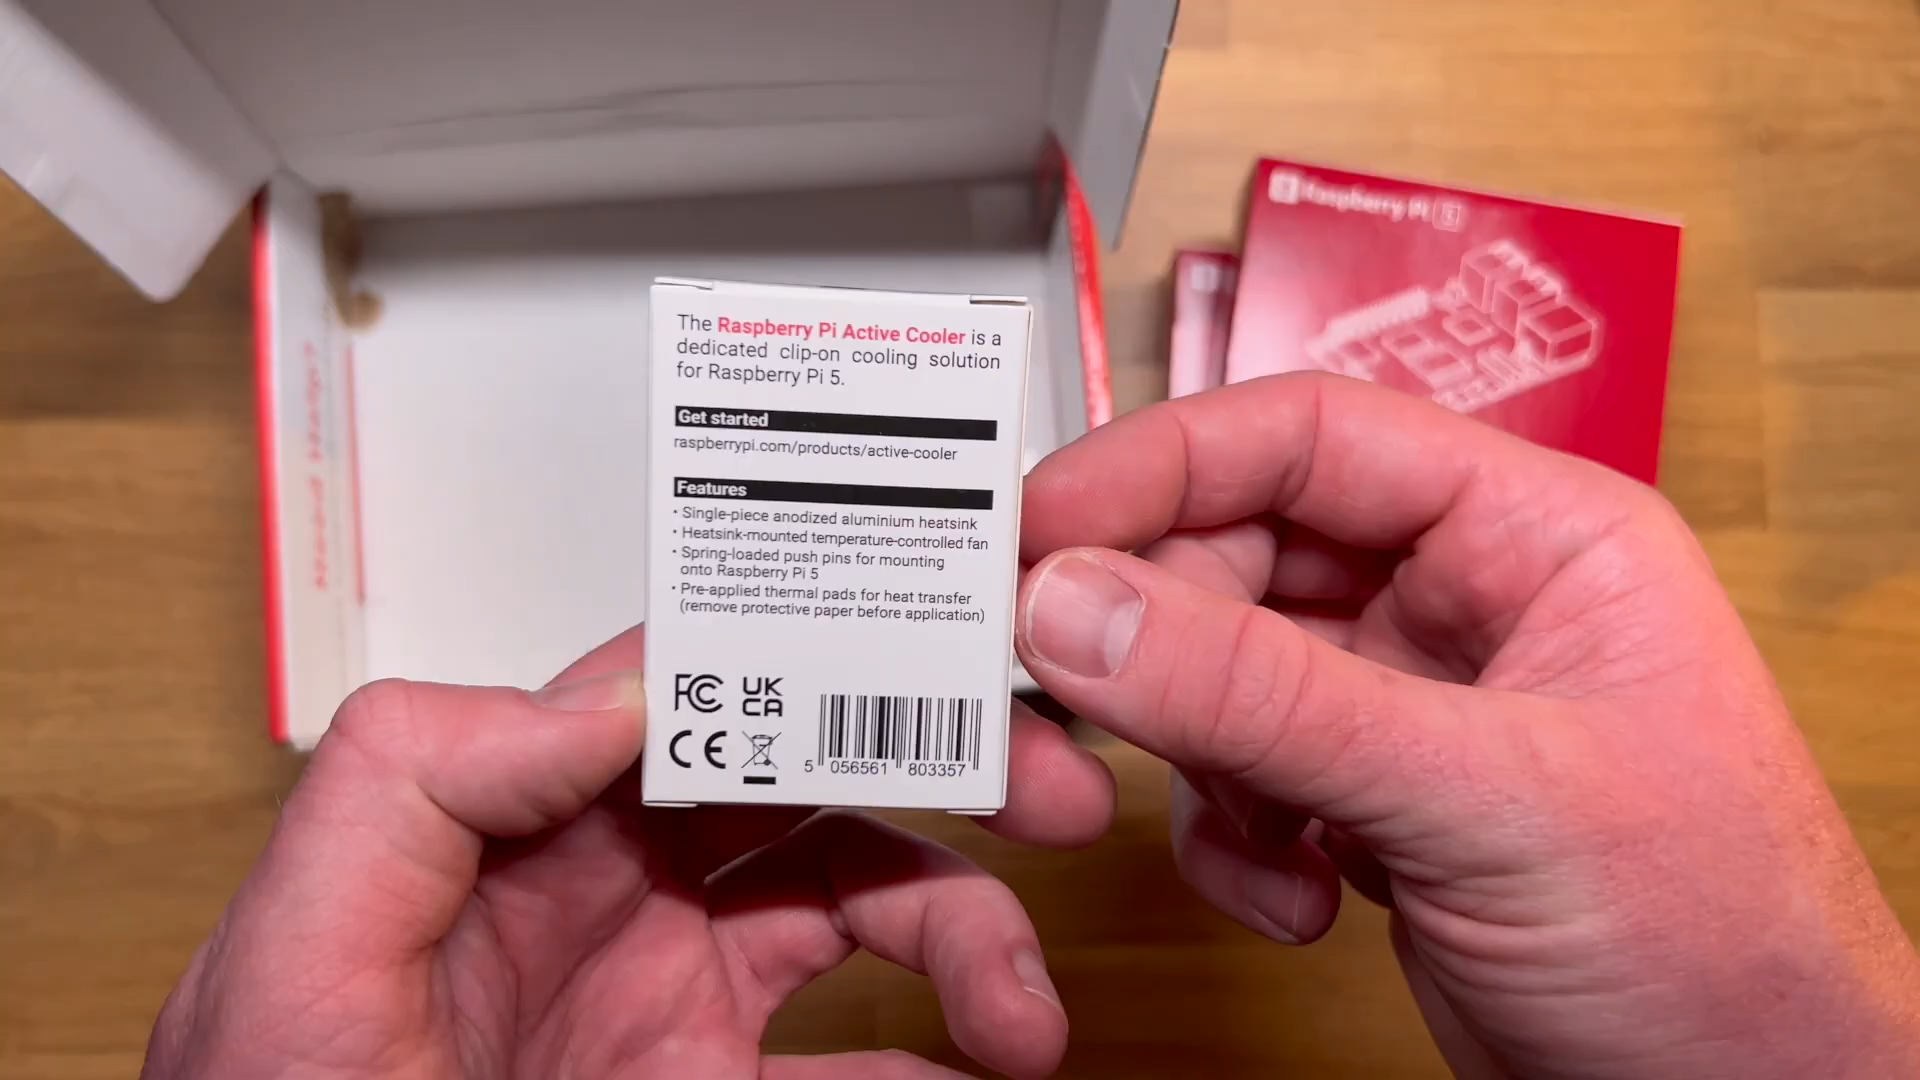 The Raspberry Pi Active Cooler is a
dedicated clip-on cooling solution
for Raspberry Pi 5.
Get started
raspberrypi.com/products/active-cooler
Features
• Single-piece anodized aluminium heatsink
• Heatsink-mounted temperature-controlled fan
• Spring-loaded push pins for mounting
onto Raspberry Pi 5
• Pre-applied thermal pads for heat transfer
(remove protective paper before application)
FC
UK
CA
CE
5 056561 803357
Raspberry Pi 5
Need Help?